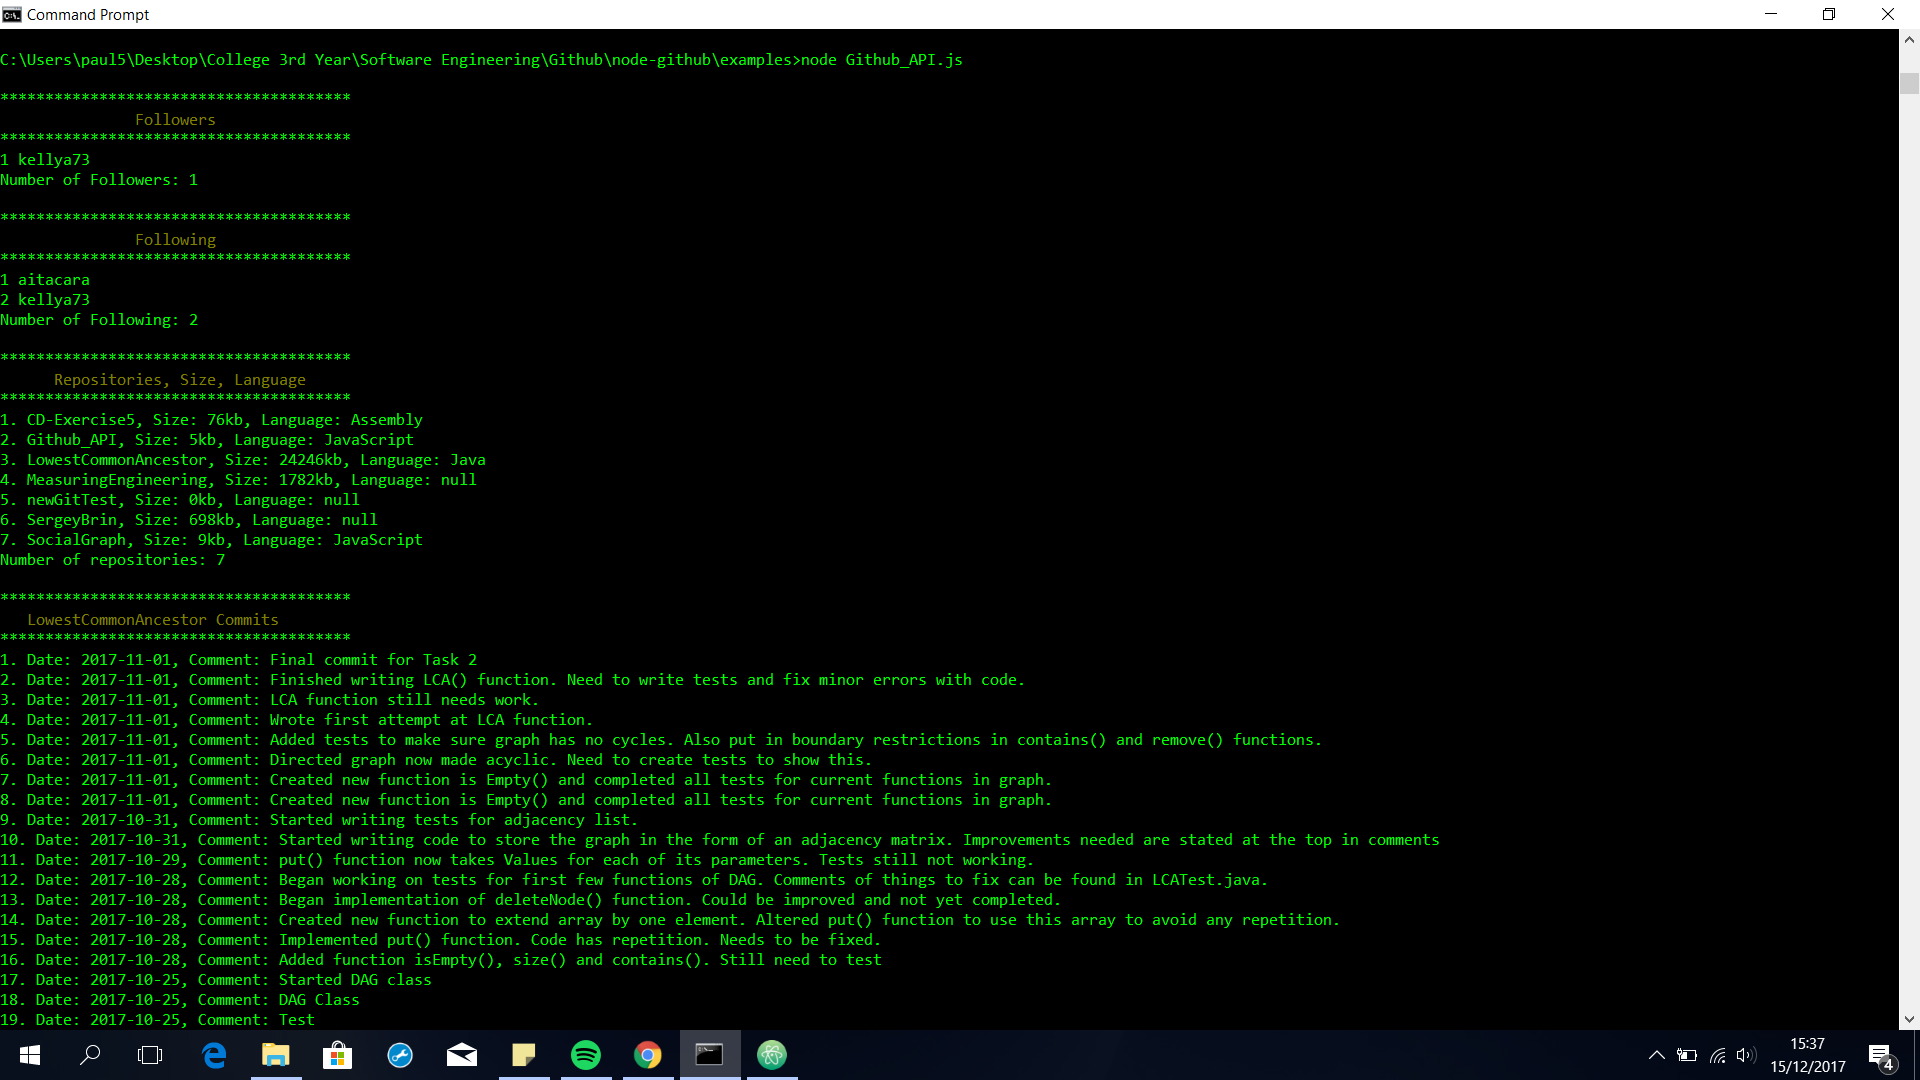 Command Prompt
C:\Users\paul5\Desktop\College 3rd Year\Software Engineering\Github\node-github\examples>node Github_API.js
***************************************
Followers
***************************************
1 kellya73
Number of Followers: 1
***************************************
Following
***************************************
1 aitacara
2 kellya73
Number of Following: 2
***************************************
Repositories, Size, Language
***************************************
1. CD-Exercise5, Size: 76kb, Language: Assembly
2. Github_API, Size: 5kb, Language: JavaScript
3. LowestCommonAncestor, Size: 24246kb, Language: Java
4. MeasuringEngineering, Size: 1782kb, Language: null
5. newGitTest, Size: 0kb, Language: null
6. SergeyBrin, Size: 698kb, Language: null
7. SocialGraph, Size: 9kb, Language: JavaScript
Number of repositories: 7
***************************************
LowestCommonAncestor Commits
***************************************
1. Date: 2017-11-01, Comment: Final commit for Task 2
2. Date: 2017-11-01, Comment: Finished writing LCA() function. Need to write tests and fix minor errors with code.
3. Date: 2017-11-01, Comment: LCA function still needs work.
4. Date: 2017-11-01, Comment: Wrote first attempt at LCA function.
5. Date: 2017-11-01, Comment: Added tests to make sure graph has no cycles. Also put in boundary restrictions in contains() and remove() functions.
6. Date: 2017-11-01, Comment: Directed graph now made acyclic. Need to create tests to show this.
7. Date: 2017-11-01, Comment: Created new function is Empty() and completed all tests for current functions in graph.
8. Date: 2017-11-01, Comment: Created new function is Empty() and completed all tests for current functions in graph.
9. Date: 2017-10-31, Comment: Started writing tests for adjacency list.
10. Date: 2017-10-31, Comment: Started writing code to store the graph in the form of an adjacency matrix. Improvements needed are stated at the top in comments
11. Date: 2017-10-29, Comment: put() function now takes Values for each of its parameters. Tests still not working.
12. Date: 2017-10-28, Comment: Began working on tests for first few functions of DAG. Comments of things to fix can be found in LCATest.java.
13. Date: 2017-10-28, Comment: Began implementation of deleteNode() function. Could be improved and not yet completed.
14. Date: 2017-10-28, Comment: Created new function to extend array by one element. Altered put() function to use this array to avoid any repetition.
15. Date: 2017-10-28, Comment: Implemented put() function. Code has repetition. Needs to be fixed.
16. Date: 2017-10-28, Comment: Added function isEmpty(), size() and contains(). Still need to test
17. Date: 2017-10-25, Comment: Started DAG class
18. Date: 2017-10-25, Comment: DAG Class
19. Date: 2017-10-25, Comment: Test
15:37
15/12/2017
4